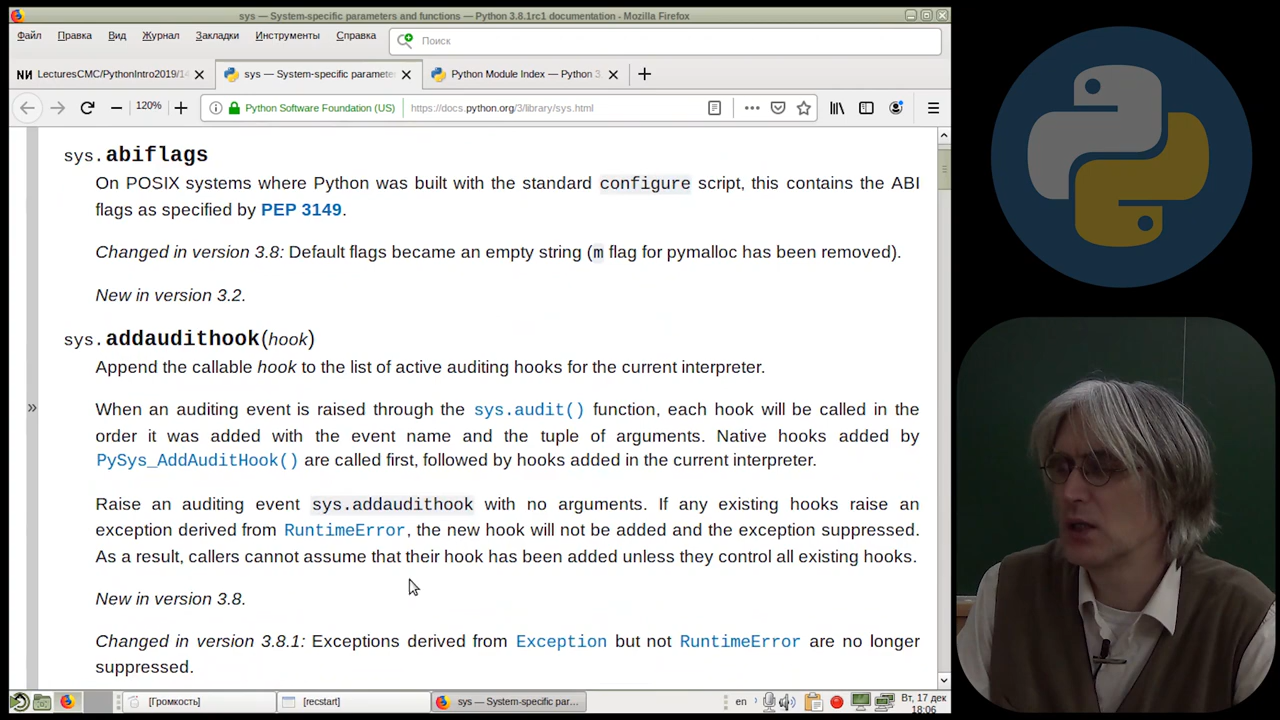 sys — System-specific parameters and functions — Python 3.8.1rc1 documentation - Mozilla Firefox
Файл Правка Вид Журнал Закладки Инструменты Справка Поиск
ИИ LecturesCMC/PythonIntro2019/14 sys — System-specific paramete Python Module Index — Python 3.
120% Python Software Foundation (US) https://docs.python.org/3/library/sys.html
sys.abiflags
On POSIX systems where Python was built with the standard configure script, this contains the ABI
flags as specified by PEP 3149.
Changed in version 3.8: Default flags became an empty string (m flag for pymalloc has been removed).
New in version 3.2.
sys.addaudithook(hook)
Append the callable hook to the list of active auditing hooks for the current interpreter.
When an auditing event is raised through the sys.audit() function, each hook will be called in the
order it was added with the event name and the tuple of arguments. Native hooks added by
PySys_AddAuditHook() are called first, followed by hooks added in the current interpreter.
Raise an auditing event sys.addaudithook with no arguments. If any existing hooks raise an
exception derived from RuntimeError, the new hook will not be added and the exception suppressed.
As a result, callers cannot assume that their hook has been added unless they control all existing hooks.
New in version 3.8.
Changed in version 3.8.1: Exceptions derived from Exception but not RuntimeError are no longer
suppressed.
[Громкость] [recstart] sys — System-specific par... en Вт, 17 дек
18:06